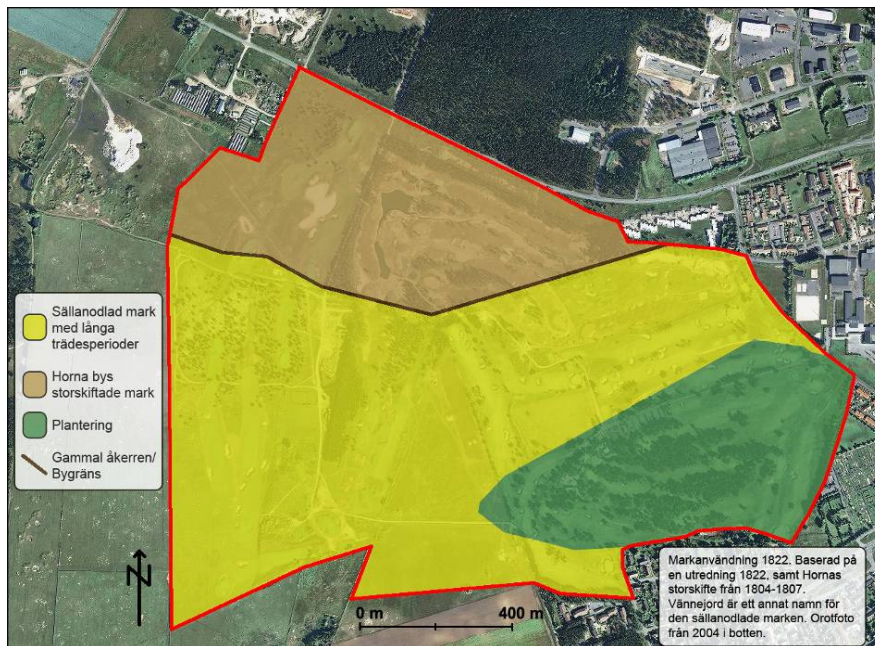 Sällanodlad mark
med långa
trädesperioder
Horna bys
storskiftade mark
Plantering
Gammal åkerren/
Bygräns
N
0 m
400 m
Markanvändning 1822. Baserad på
en utredning 1822, samt Hornas
storskifte från 1804-1807.
Vännejord är ett annat namn för
den sällanodlade marken. Orotfoto
från 2004 i botten.